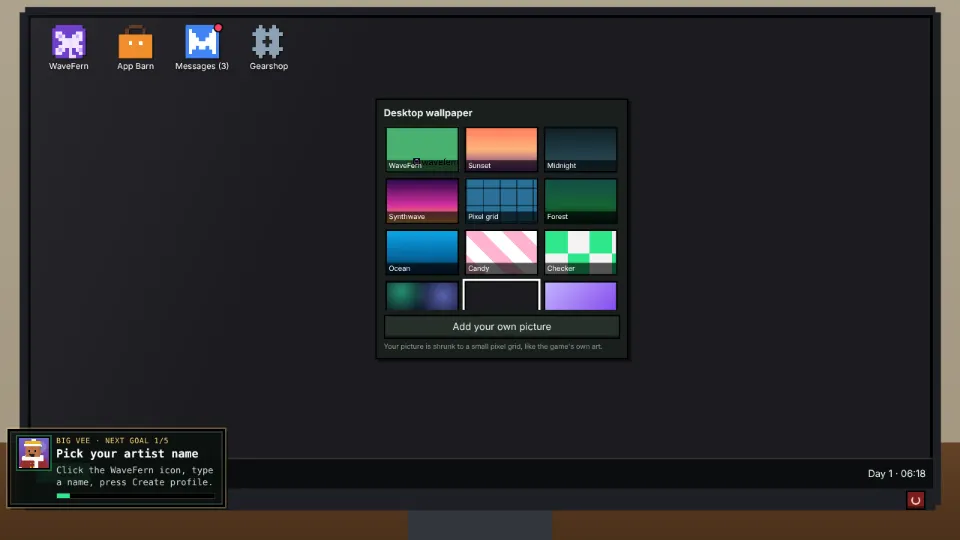 WaveFern
App Barn
Messages (3)
Gearshop
Desktop wallpaper
WaveFern
Sunset
Midnight
Synthwave
Pixel grid
Forest
Ocean
Candy
Checker
Add your own picture
Your picture is shrunk to a small pixel grid, like the game's own art.
BIG VEE · NEXT GOAL 1/5
Pick your artist name
Click the WaveFern icon, type
a name, press Create profile.
Day 1 · 06:18